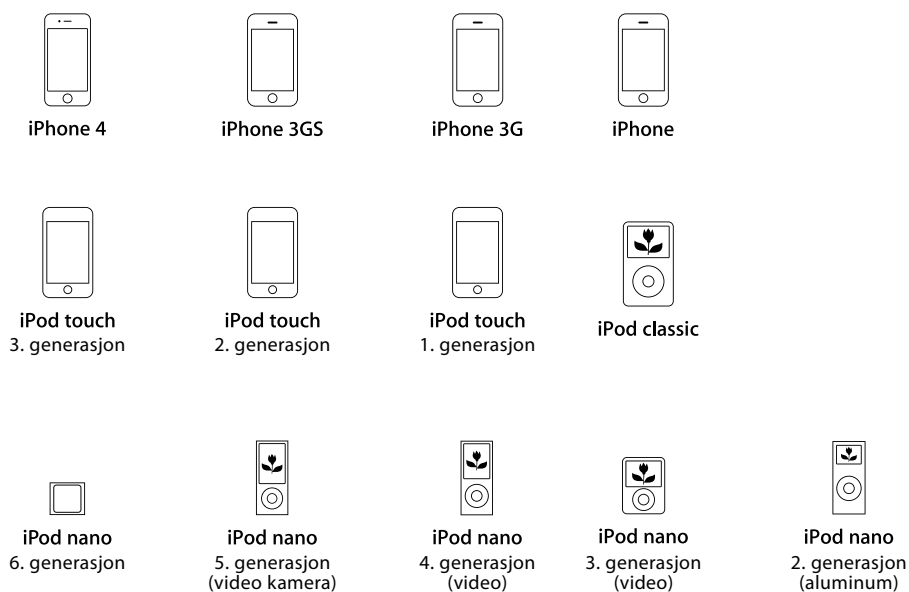 iPhone 4
iPhone 3GS
iPhone 3G
iPhone
iPod touch
3. generasjon
iPod touch
2. generasjon
iPod touch
1. generasjon
iPod classic
iPod nano
6. generasjon
iPod nano
5. generasjon
(video kamera)
iPod nano
4. generasjon
(video)
iPod nano
3. generasjon
(video)
iPod nano
2. generasjon
(aluminum)